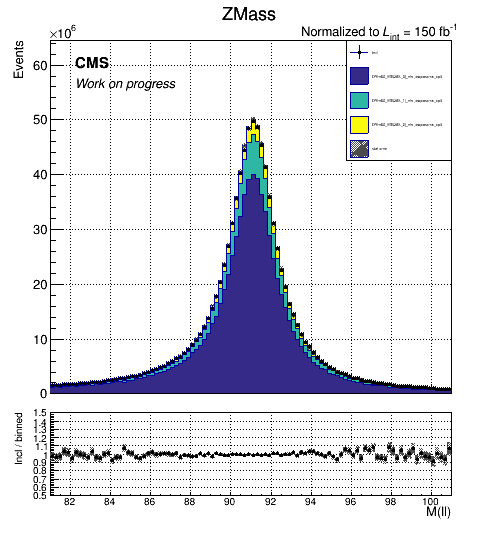 ZMass
×10⁶
Normalized to L_int = 150 fb⁻¹
Events
CMS
Work on progress
60
50
40
30
20
10
0
Incl / binned
1.5
1.4
1.3
1.2
1.1
1
0.9
0.8
0.7
0.6
0.5
82 84 86 88 90 92 94 96 98 100
M(ll)